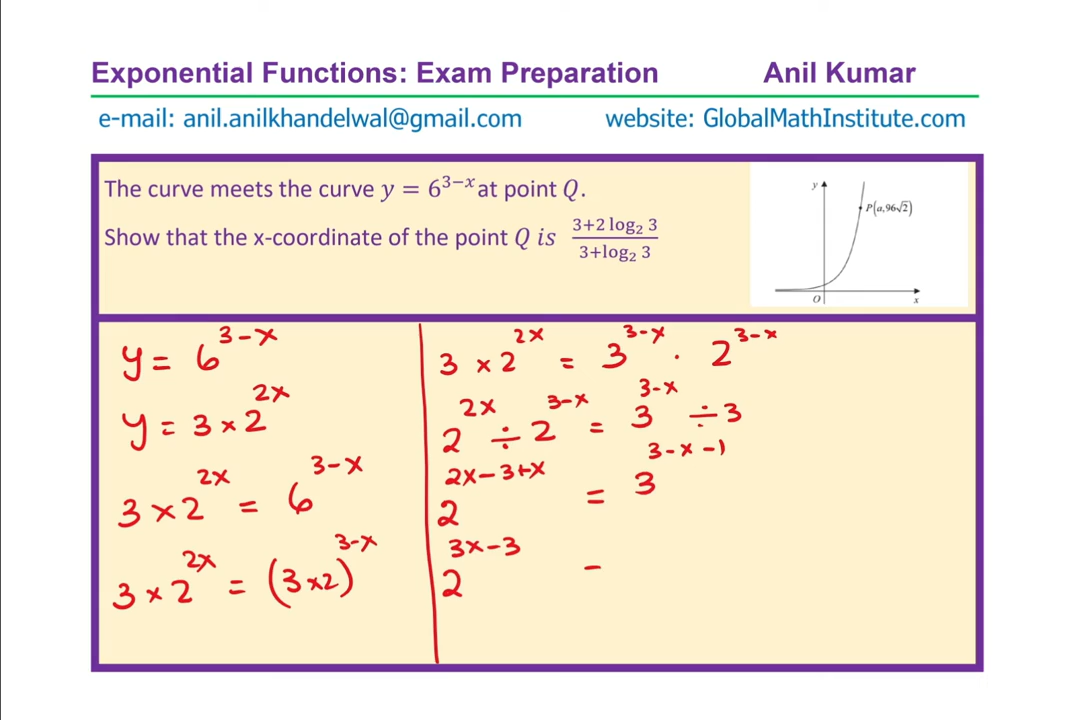 Exponential Functions: Exam Preparation Anil Kumar
e-mail: anil.anilkhandelwal@gmail.com website: GlobalMathInstitute.com
The curve meets the curve y = 6^{3−x} at point Q.
Show that the x-coordinate of the point Q is \frac{3+2 log₂ 3}{3+log₂ 3}
y
P(a,96√2)
O
x
y = 6^{3-x}
y = 3 × 2^{2x}
3 × 2^{2x} = 6^{3-x}
3 × 2^{2x} = (3×2)^{3-x}
3 × 2^{2x} = 3^{3-x} · 2^{3-x}
2^{2x} ÷ 2^{3-x} = 3^{3-x} ÷ 3
2^{2x-3+x} = 3^{3-x-1}
2^{3x-3} =